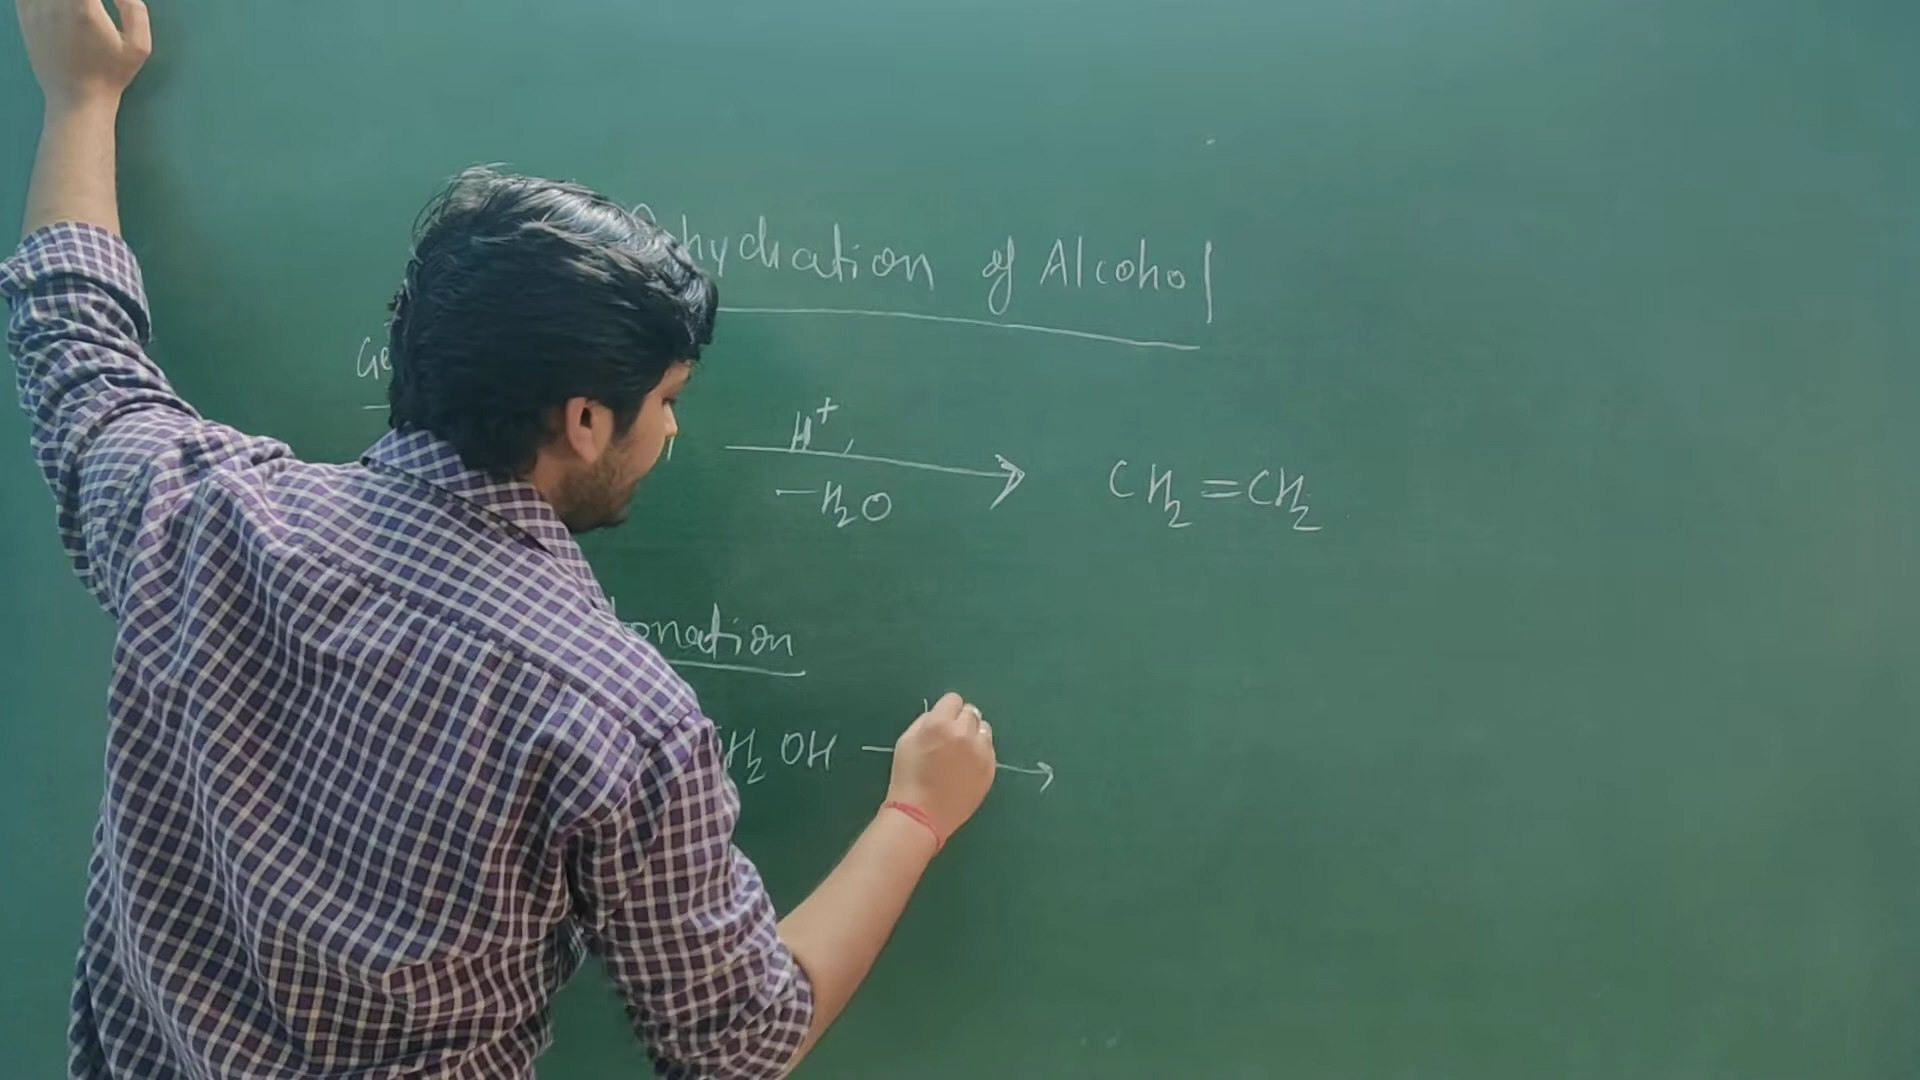 hydration of Alcohol
Ge
H⁺,
-H₂O
CH₂=CH₂
onation
H₂ OH